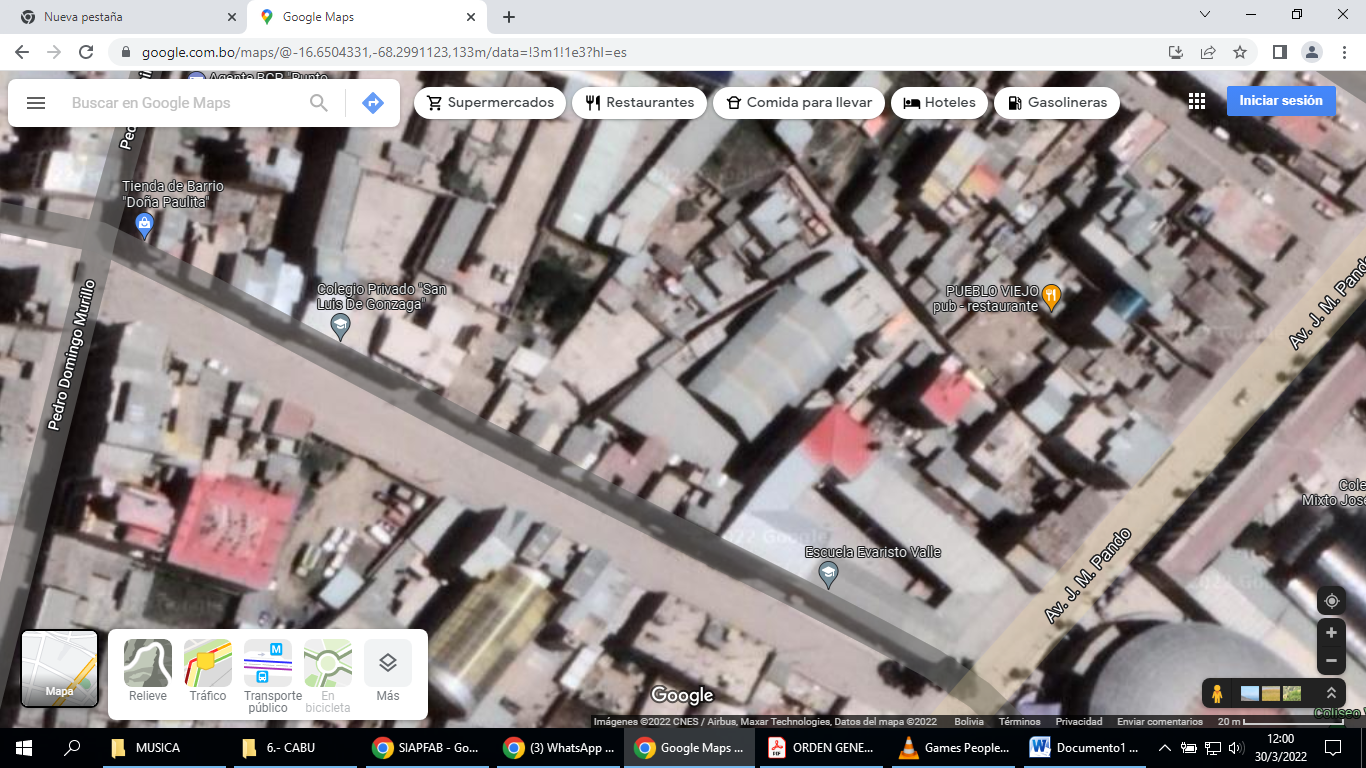 Nueva pestaña
Google Maps
google.com.bo/maps/@-16.6504331,-68.2991123,133m/data=!3m1!1e3?hl=es
Agente BCP "Punto
Buscar en Google Maps
Supermercados
Restaurantes
Comida para llevar
Hoteles
Gasolineras
Iniciar sesión
Tienda de Barrio
"Doña Paulita"
Colegio Privado "San
Luis De Gonzaga"
PUEBLO VIEJO
pub - restaurante
Av. J. M. Pando
Pedro Domingo Murillo
Cole
Mixto Jos
Escuela Evaristo Valle
Av. J. M. Pando
Mapa
Relieve
Tráfico
Transporte
público
En
bicicleta
Más
Google
Coliseo
Imágenes ©2022 CNES / Airbus, Maxar Technologies, Datos del mapa ©2022
Bolivia
Términos
Privacidad
Enviar comentarios
20 m
MUSICA
6.- CABU
SIAPFAB - Go...
(3) WhatsApp ...
Google Maps ...
ORDEN GENE...
Games People...
Documento1 ...
12:00
30/3/2022